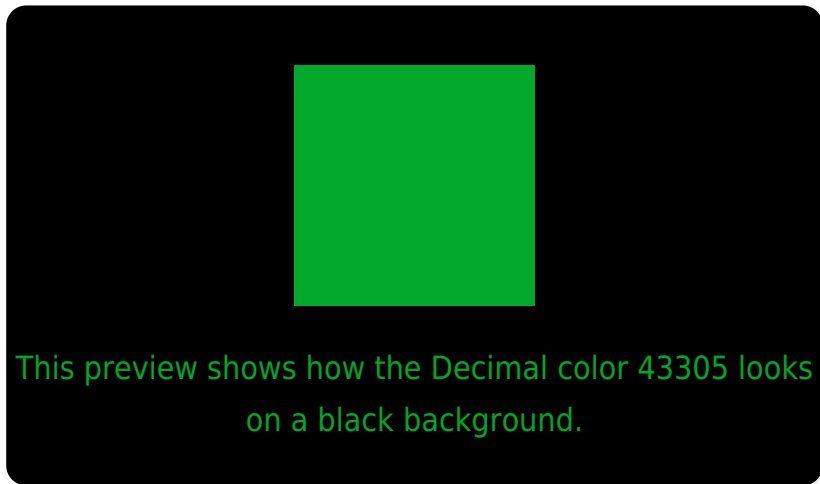 This preview shows how the Decimal color 43305 looks
on a black background.